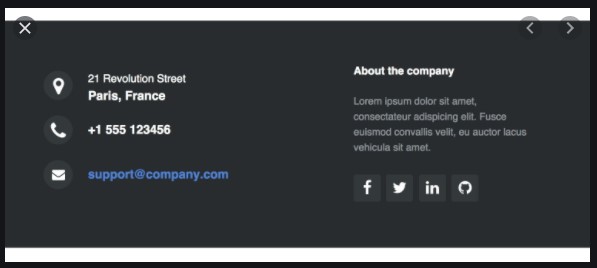 21 Revolution Street
Paris, France
+1 555 123456
support@company.com
About the company
Lorem ipsum dolor sit amet,
consectateur adispicing elit. Fusce
euismod convallis velit, eu auctor lacus
vehicula sit amet.